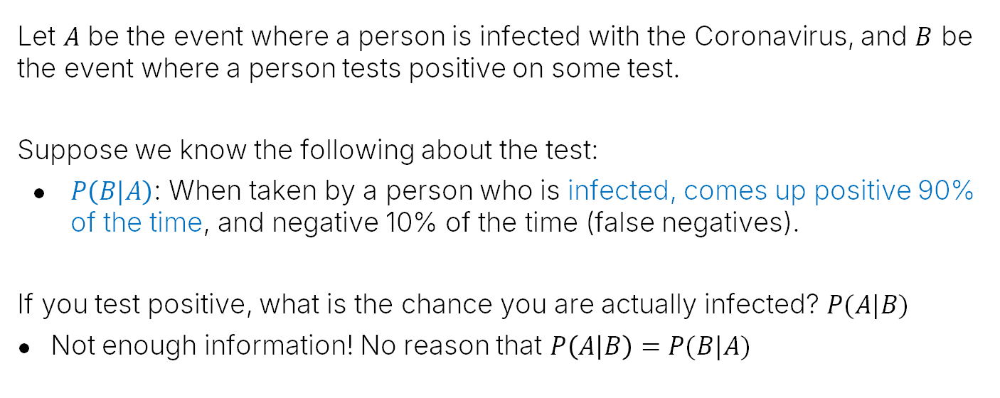 Let A be the event where a person is infected with the Coronavirus, and B be
the event where a person tests positive on some test.
Suppose we know the following about the test:
• P(B|A): When taken by a person who is infected, comes up positive 90%
of the time, and negative 10% of the time (false negatives).
If you test positive, what is the chance you are actually infected? P(A|B)
• Not enough information! No reason that P(A|B) = P(B|A)